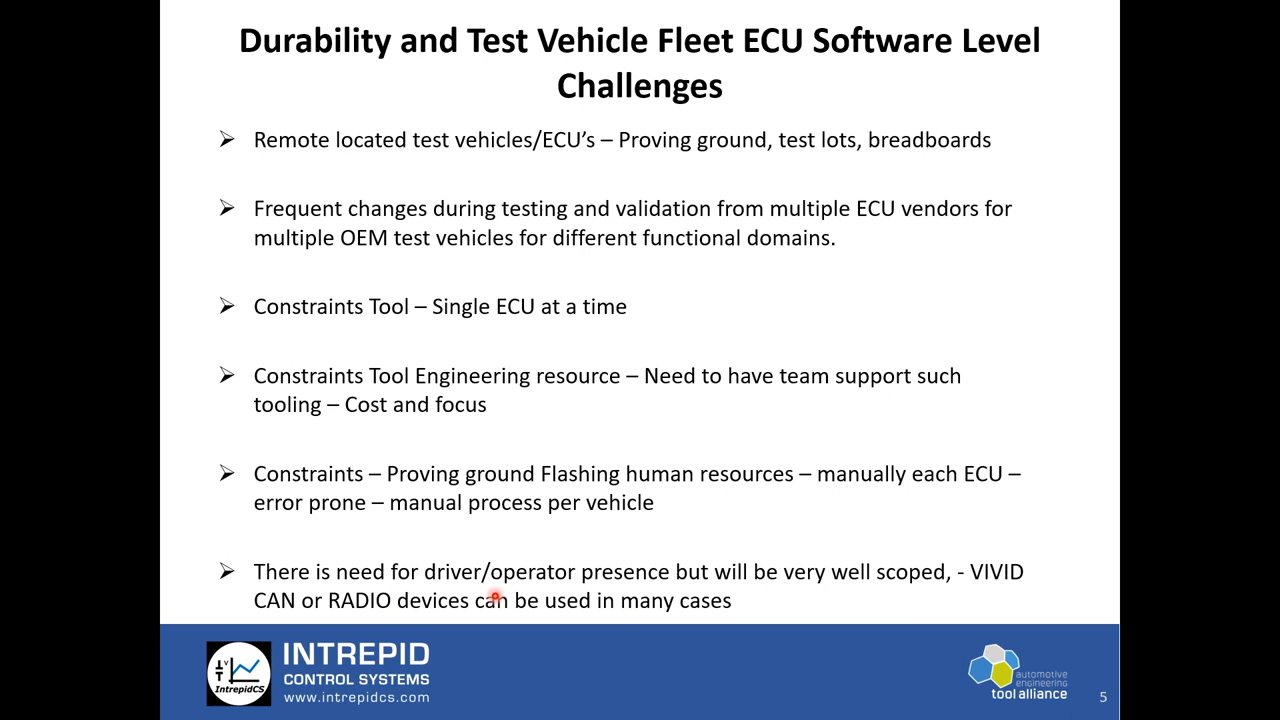 Durability and Test Vehicle Fleet ECU Software Level
Challenges
Remote located test vehicles/ECU’s – Proving ground, test lots, breadboards
Frequent changes during testing and validation from multiple ECU vendors for
multiple OEM test vehicles for different functional domains.
Constraints Tool – Single ECU at a time
Constraints Tool Engineering resource – Need to have team support such
tooling – Cost and focus
Constraints – Proving ground Flashing human resources – manually each ECU –
error prone – manual process per vehicle
There is need for driver/operator presence but will be very well scoped, - VIVID
CAN or RADIO devices can be used in many cases
IntrepidCS
INTREPID
CONTROL SYSTEMS
www.intrepidcs.com
automotive
engineering
tool alliance
5